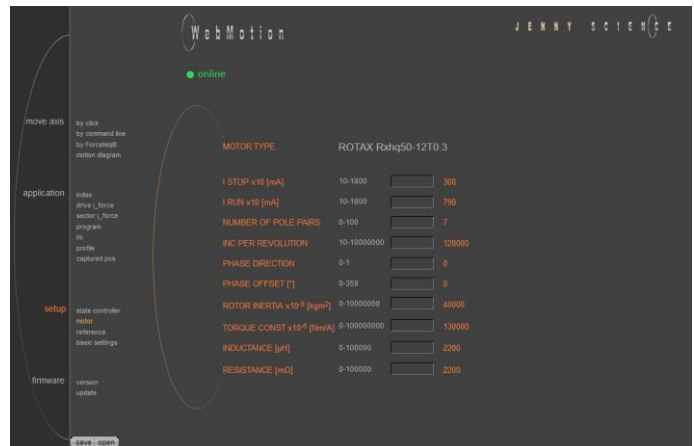 WebMotion
JENNY SCIENCE
online
move axis
by click
by command line
by Forceteq®
motion diagram
application
index
drive i_force
sector i_force
program
i/o
profile
captured pos
setup
state controller
motor
reference
basic settings
firmware
version
update
save open
MOTOR TYPE ROTAX Rxhq50-12T0.3
I STOP x10 [mA] 10-1800 300
I RUN x10 [mA] 10-1800 790
NUMBER OF POLE PAIRS 0-100 7
INC PER REVOLUTION 10-10000000 120000
PHASE DIRECTION 0-1 0
PHASE OFFSET [°] 0-359 0
ROTOR INERTIA x10-9 [kgm2] 0-10000000 40000
TORQUE CONST x10-6 [Nm/A] 0-100000000 130000
INDUCTANCE [µH] 0-100000 2200
RESISTANCE [mΩ] 0-100000 2200